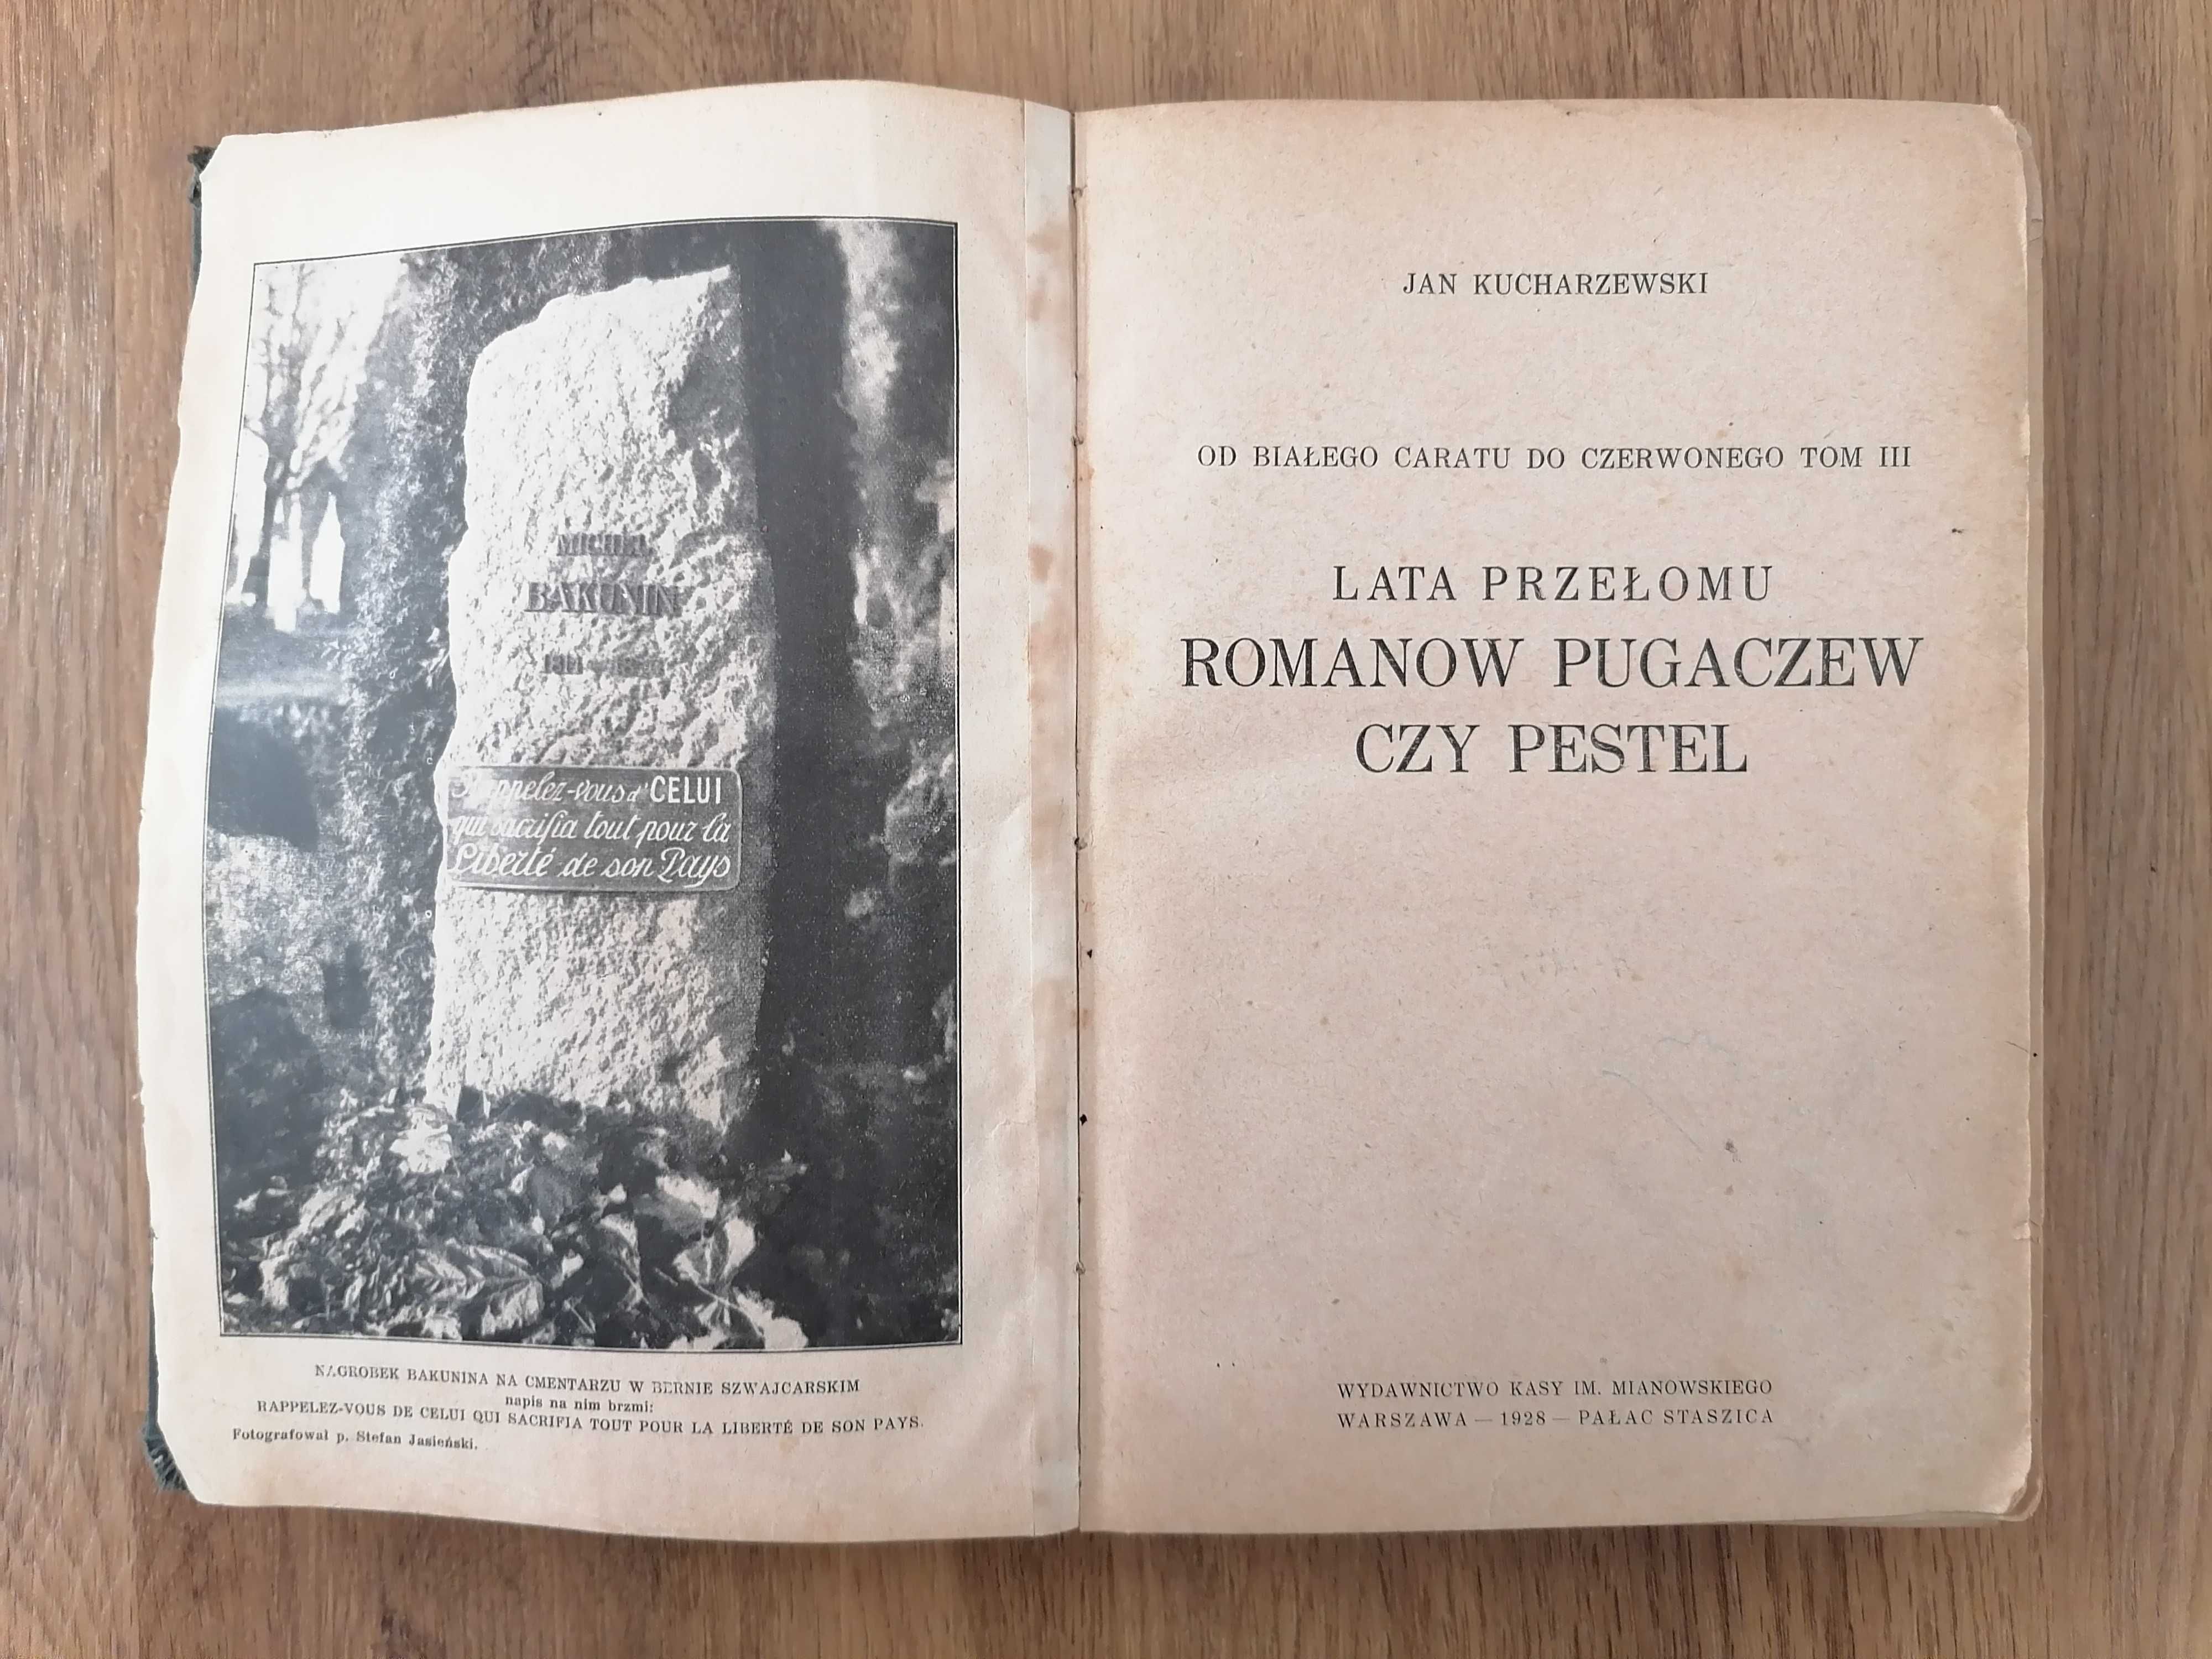 MICHEL
BAKUNIN
Rappelez-vous d'CELUI
qui sacrifia tout pour la
Liberté de son Pays
NAGROBEK BAKUNINA NA CMENTARZU W BERNIE SZWAJCARSKIM
napis na nim brzmi:
RAPPELEZ-VOUS DE CELUI QUI SACRIFIA TOUT POUR LA LIBERTÉ DE SON PAYS.
Fotografował p. Stefan Jasieński.
JAN KUCHARZEWSKI
OD BIAŁEGO CARATU DO CZERWONEGO TOM III
LATA PRZEŁOMU
ROMANOW PUGACZEW
CZY PESTEL
WYDAWNICTWO KASY IM. MIANOWSKIEGO
WARSZAWA — 1928 — PAŁAC STASZICA